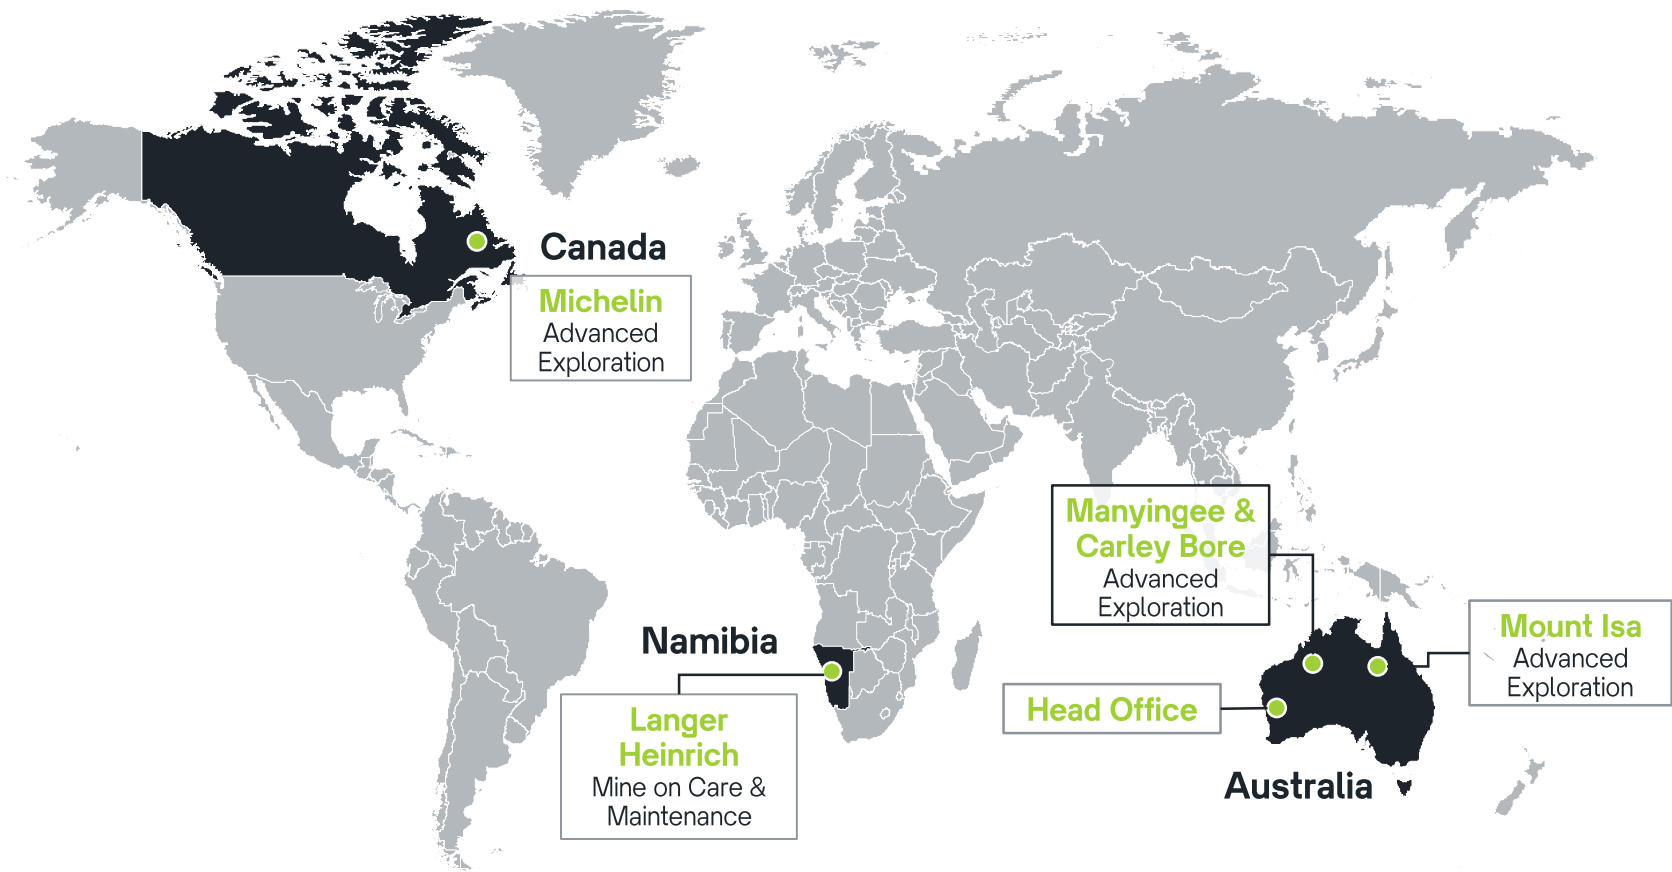 Canada
Michelin
Advanced
Exploration
Manyingee &
Carley Bore
Advanced
Exploration
Mount Isa
Advanced
Exploration
Namibia
Langer
Heinrich
Mine on Care &
Maintenance
Head Office
Australia